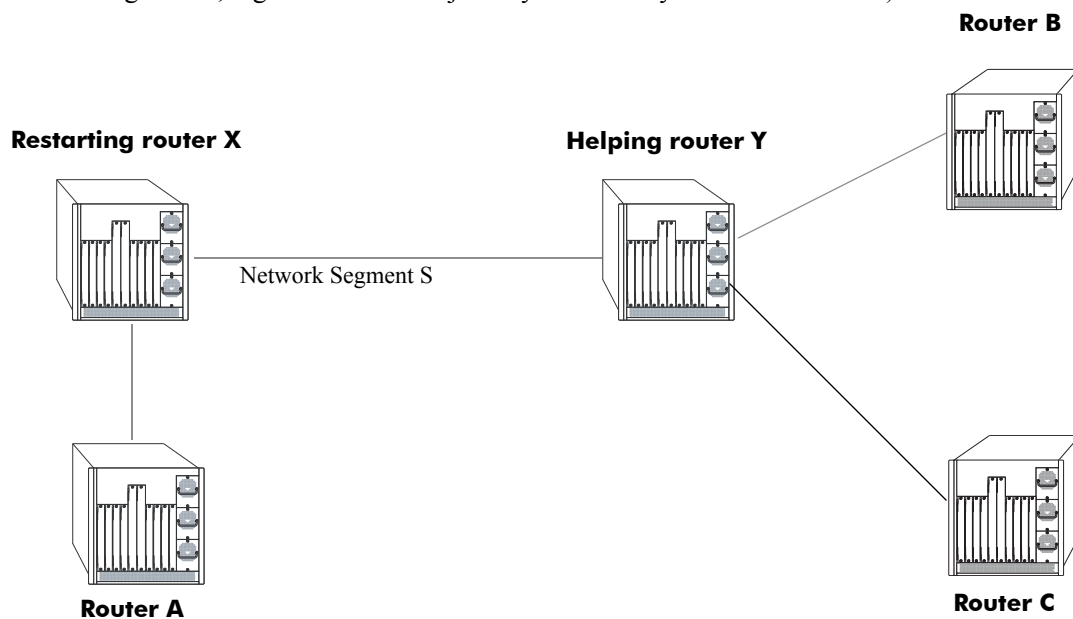 Router B
Restarting router X
Helping router Y
Network Segment S
Router A
Router C